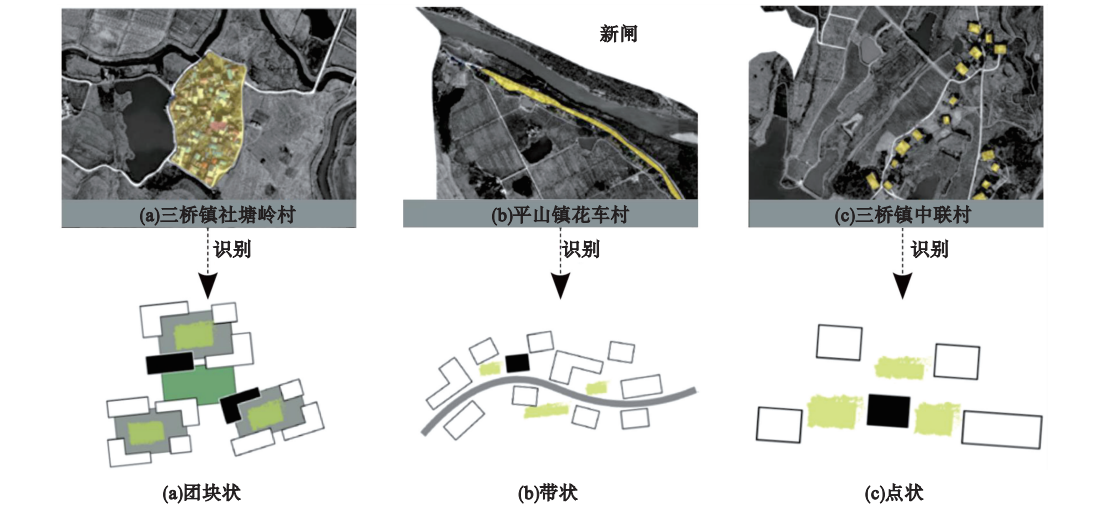 新闸
(a)三桥镇社塘岭村
(b)平山镇花车村
(c)三桥镇中联村
识别
识别
识别
(a)团块状
(b)带状
(c)点状